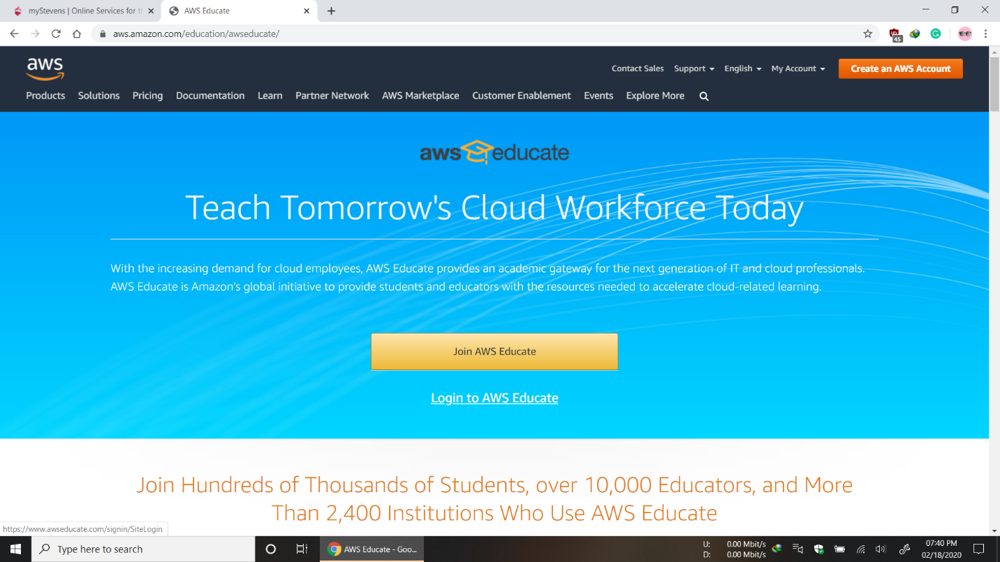 myStevens | Online Services for t
AWS Educate
aws.amazon.com/education/awseducate/
45
aws
Contact Sales Support English My Account Create an AWS Account
Products Solutions Pricing Documentation Learn Partner Network AWS Marketplace Customer Enablement Events Explore More
aws educate
Teach Tomorrow's Cloud Workforce Today
With the increasing demand for cloud employees, AWS Educate provides an academic gateway for the next generation of IT and cloud professionals.
AWS Educate is Amazon's global initiative to provide students and educators with the resources needed to accelerate cloud-related learning.
Join AWS Educate
Login to AWS Educate
Join Hundreds of Thousands of Students, over 10,000 Educators, and More
Than 2,400 Institutions Who Use AWS Educate
https://www.awseducate.com/signin/SiteLogin
Type here to search
AWS Educate - Goo...
U: 0.00 Mbit/s
D: 0.00 Mbit/s
07:40 PM
02/18/2020